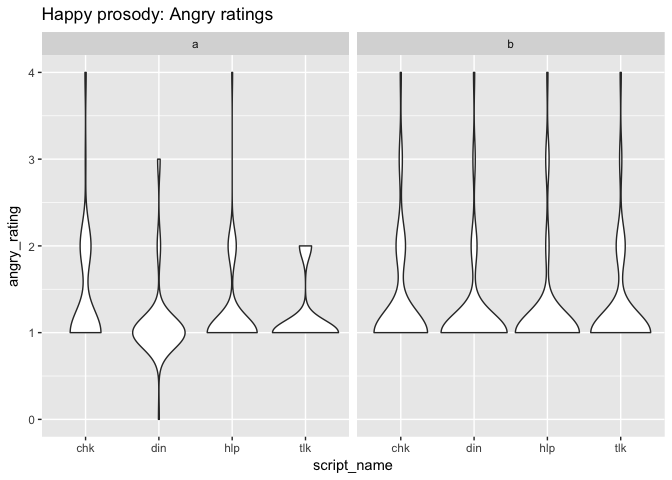 Happy prosody: Angry ratings
a b
4
3
2
1
0
angry_rating
chk din hlp tlk chk din hlp tlk
script_name